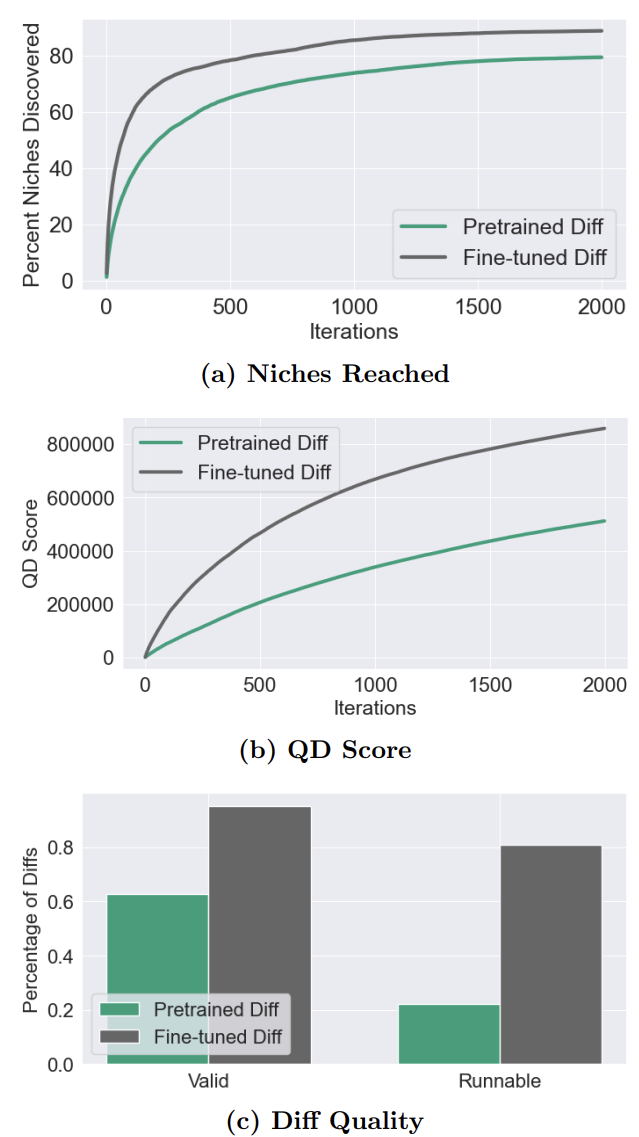 Percent Niches Discovered
80
60
40
20
0
Pretrained Diff
Fine-tuned Diff
0 500 1000 1500 2000
Iterations
(a) Niches Reached
QD Score
800000
600000
400000
200000
0
Pretrained Diff
Fine-tuned Diff
0 500 1000 1500 2000
Iterations
(b) QD Score
Percentage of Diffs
0.8
0.6
0.4
0.2
0.0
Pretrained Diff
Fine-tuned Diff
Valid Runnable
(c) Diff Quality